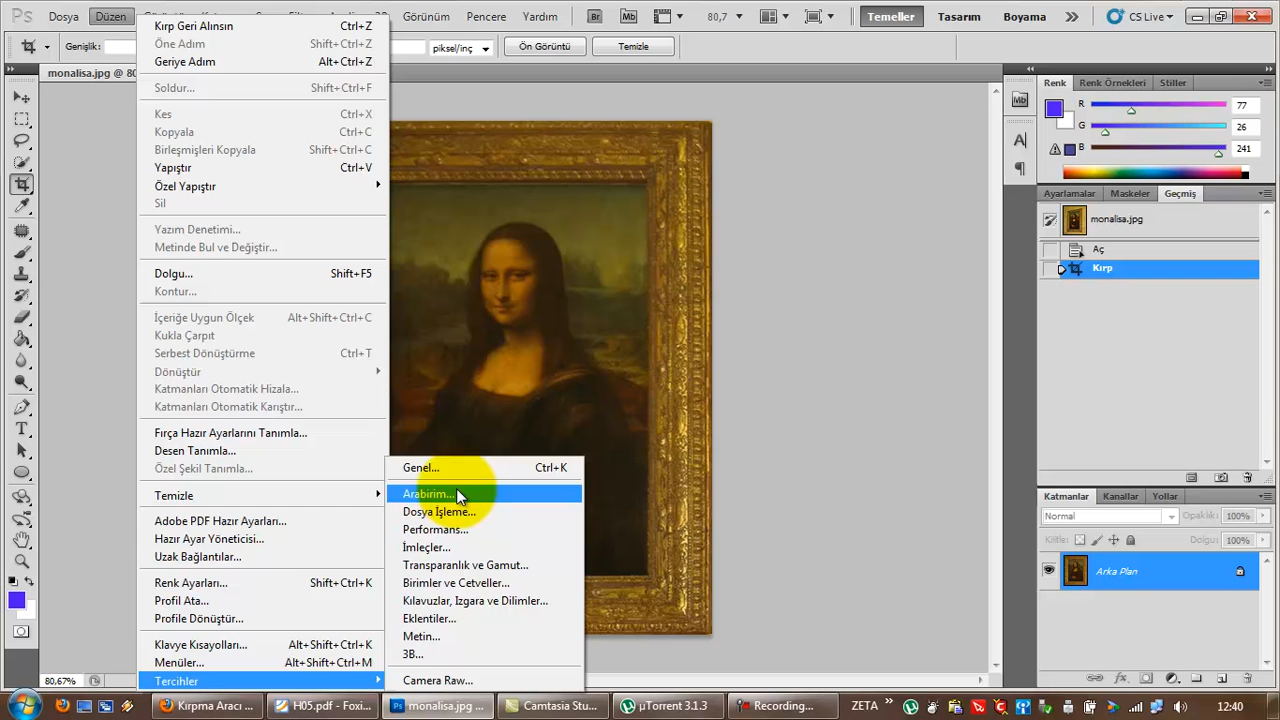 Ps
Düzen
Görünüm
Pencere
Yardım
Br
Mb
80,7
Temeller
Tasarım
Boyama
CS Live
Genişlik:
piksel/inç
Ön Görüntü
Temizle
monalisa.jpg @ 80
Kırp Geri Alınsın Ctrl+Z
Öne Adım Shift+Ctrl+Z
Geriye Adım Alt+Ctrl+Z
Soldur... Shift+Ctrl+F
Kes Ctrl+X
Kopyala Ctrl+C
Birleşmişleri Kopyala Shift+Ctrl+C
Yapıştır Ctrl+V
Özel Yapıştır
Sil
Yazım Denetimi...
Metinde Bul ve Değiştir...
Dolgu... Shift+F5
Kontur...
İçeriğe Uygun Ölçek Alt+Shift+Ctrl+C
Kukla Çarpıt
Serbest Dönüştürme Ctrl+T
Dönüştür
Katmanları Otomatik Hizala...
Katmanları Otomatik Karıştır...
Fırça Hazır Ayarlarını Tanımla...
Desen Tanımla...
Özel Şekil Tanımla...
Temizle
Adobe PDF Hazır Ayarları...
Hazır Ayar Yöneticisi...
Uzak Bağlantılar...
Renk Ayarları... Shift+Ctrl+K
Profil Ata...
Profile Dönüştür...
Klavye Kısayolları... Alt+Shift+Ctrl+K
Menüler... Alt+Shift+Ctrl+M
Tercihler
Genel... Ctrl+K
Arabirim...
Dosya İşleme...
Performans...
İmleçler...
Transparanlık ve Gamut...
Birimler ve Cetveller...
Kılavuzlar, Izgara ve Dilimler...
Eklentiler...
Metin...
3B...
Camera Raw...
Renk
Renk Örnekleri
Stiller
R 77
G 26
B 241
Ayarlamalar
Maskeler
Geçmiş
monalisa.jpg
Aç
Kırp
Katmanlar
Kanallar
Yollar
Normal
Opaklık: 100%
Kilitle:
Dolgu: 100%
Arka Plan
80,67%
Kırpma Aracı ...
H05.pdf - Foxi...
monalisa.jpg ...
Camtasia Stu...
µTorrent 3.1.3
Recording...
ZETA
12:40